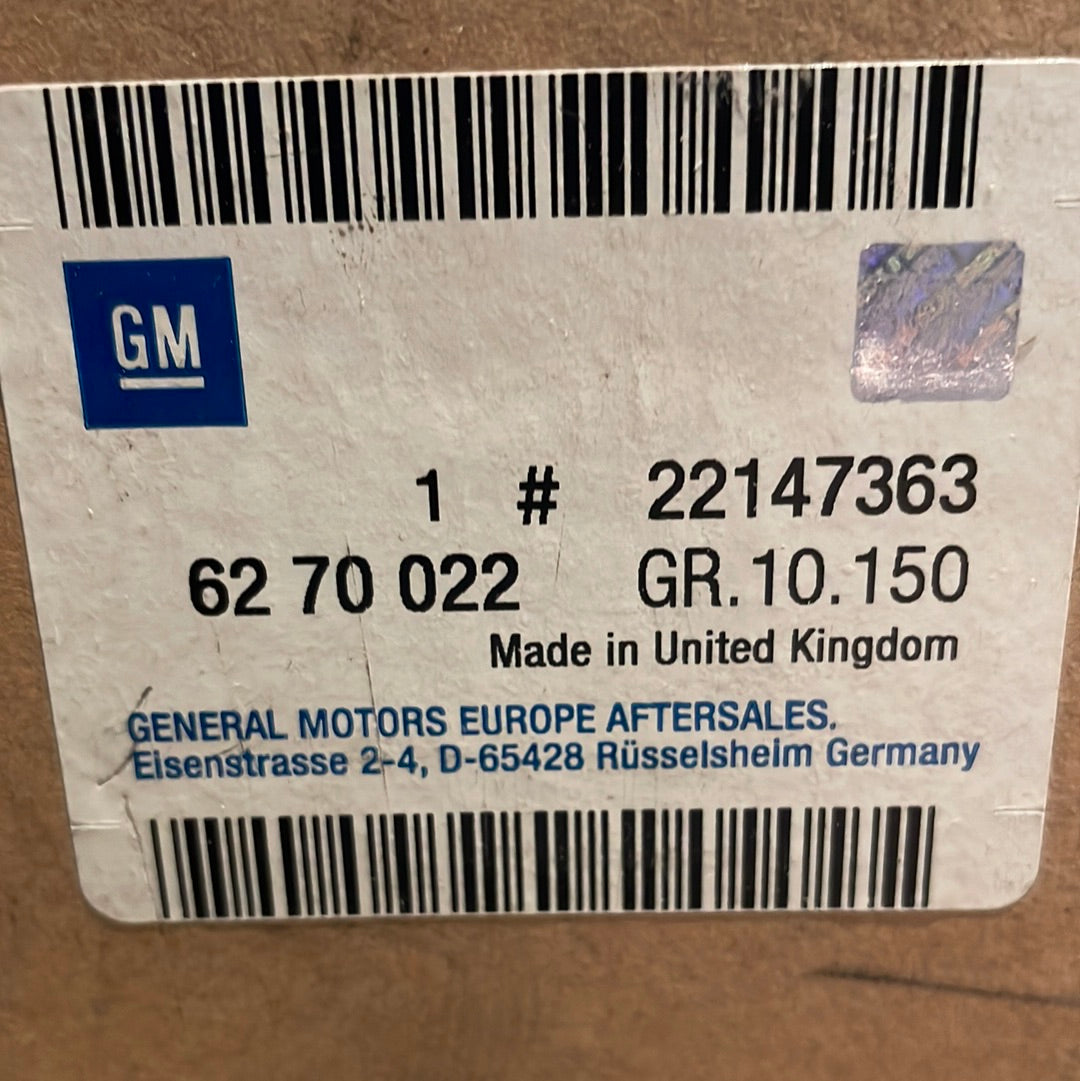 GM
1 # 22147363
62 70 022 GR.10.150
Made in United Kingdom
GENERAL MOTORS EUROPE AFTERSALES.
Eisenstrasse 2-4, D-65428 Rüsselsheim Germany